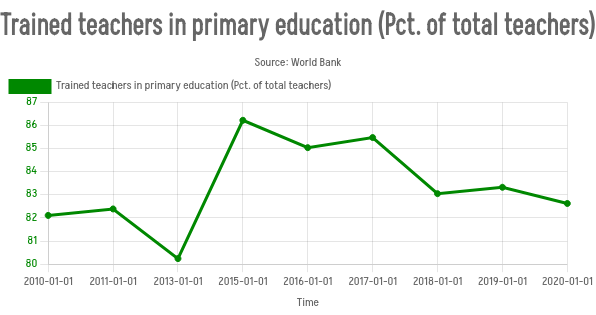 Trained teachers in primary education (Pct. of total teachers)
Source: World Bank
Trained teachers in primary education (Pct. of total teachers)
87
86
85
84
83
82
81
80
2010-01-01 2011-01-01 2013-01-01 2015-01-01 2016-01-01 2017-01-01 2018-01-01 2019-01-01 2020-01-01
Time